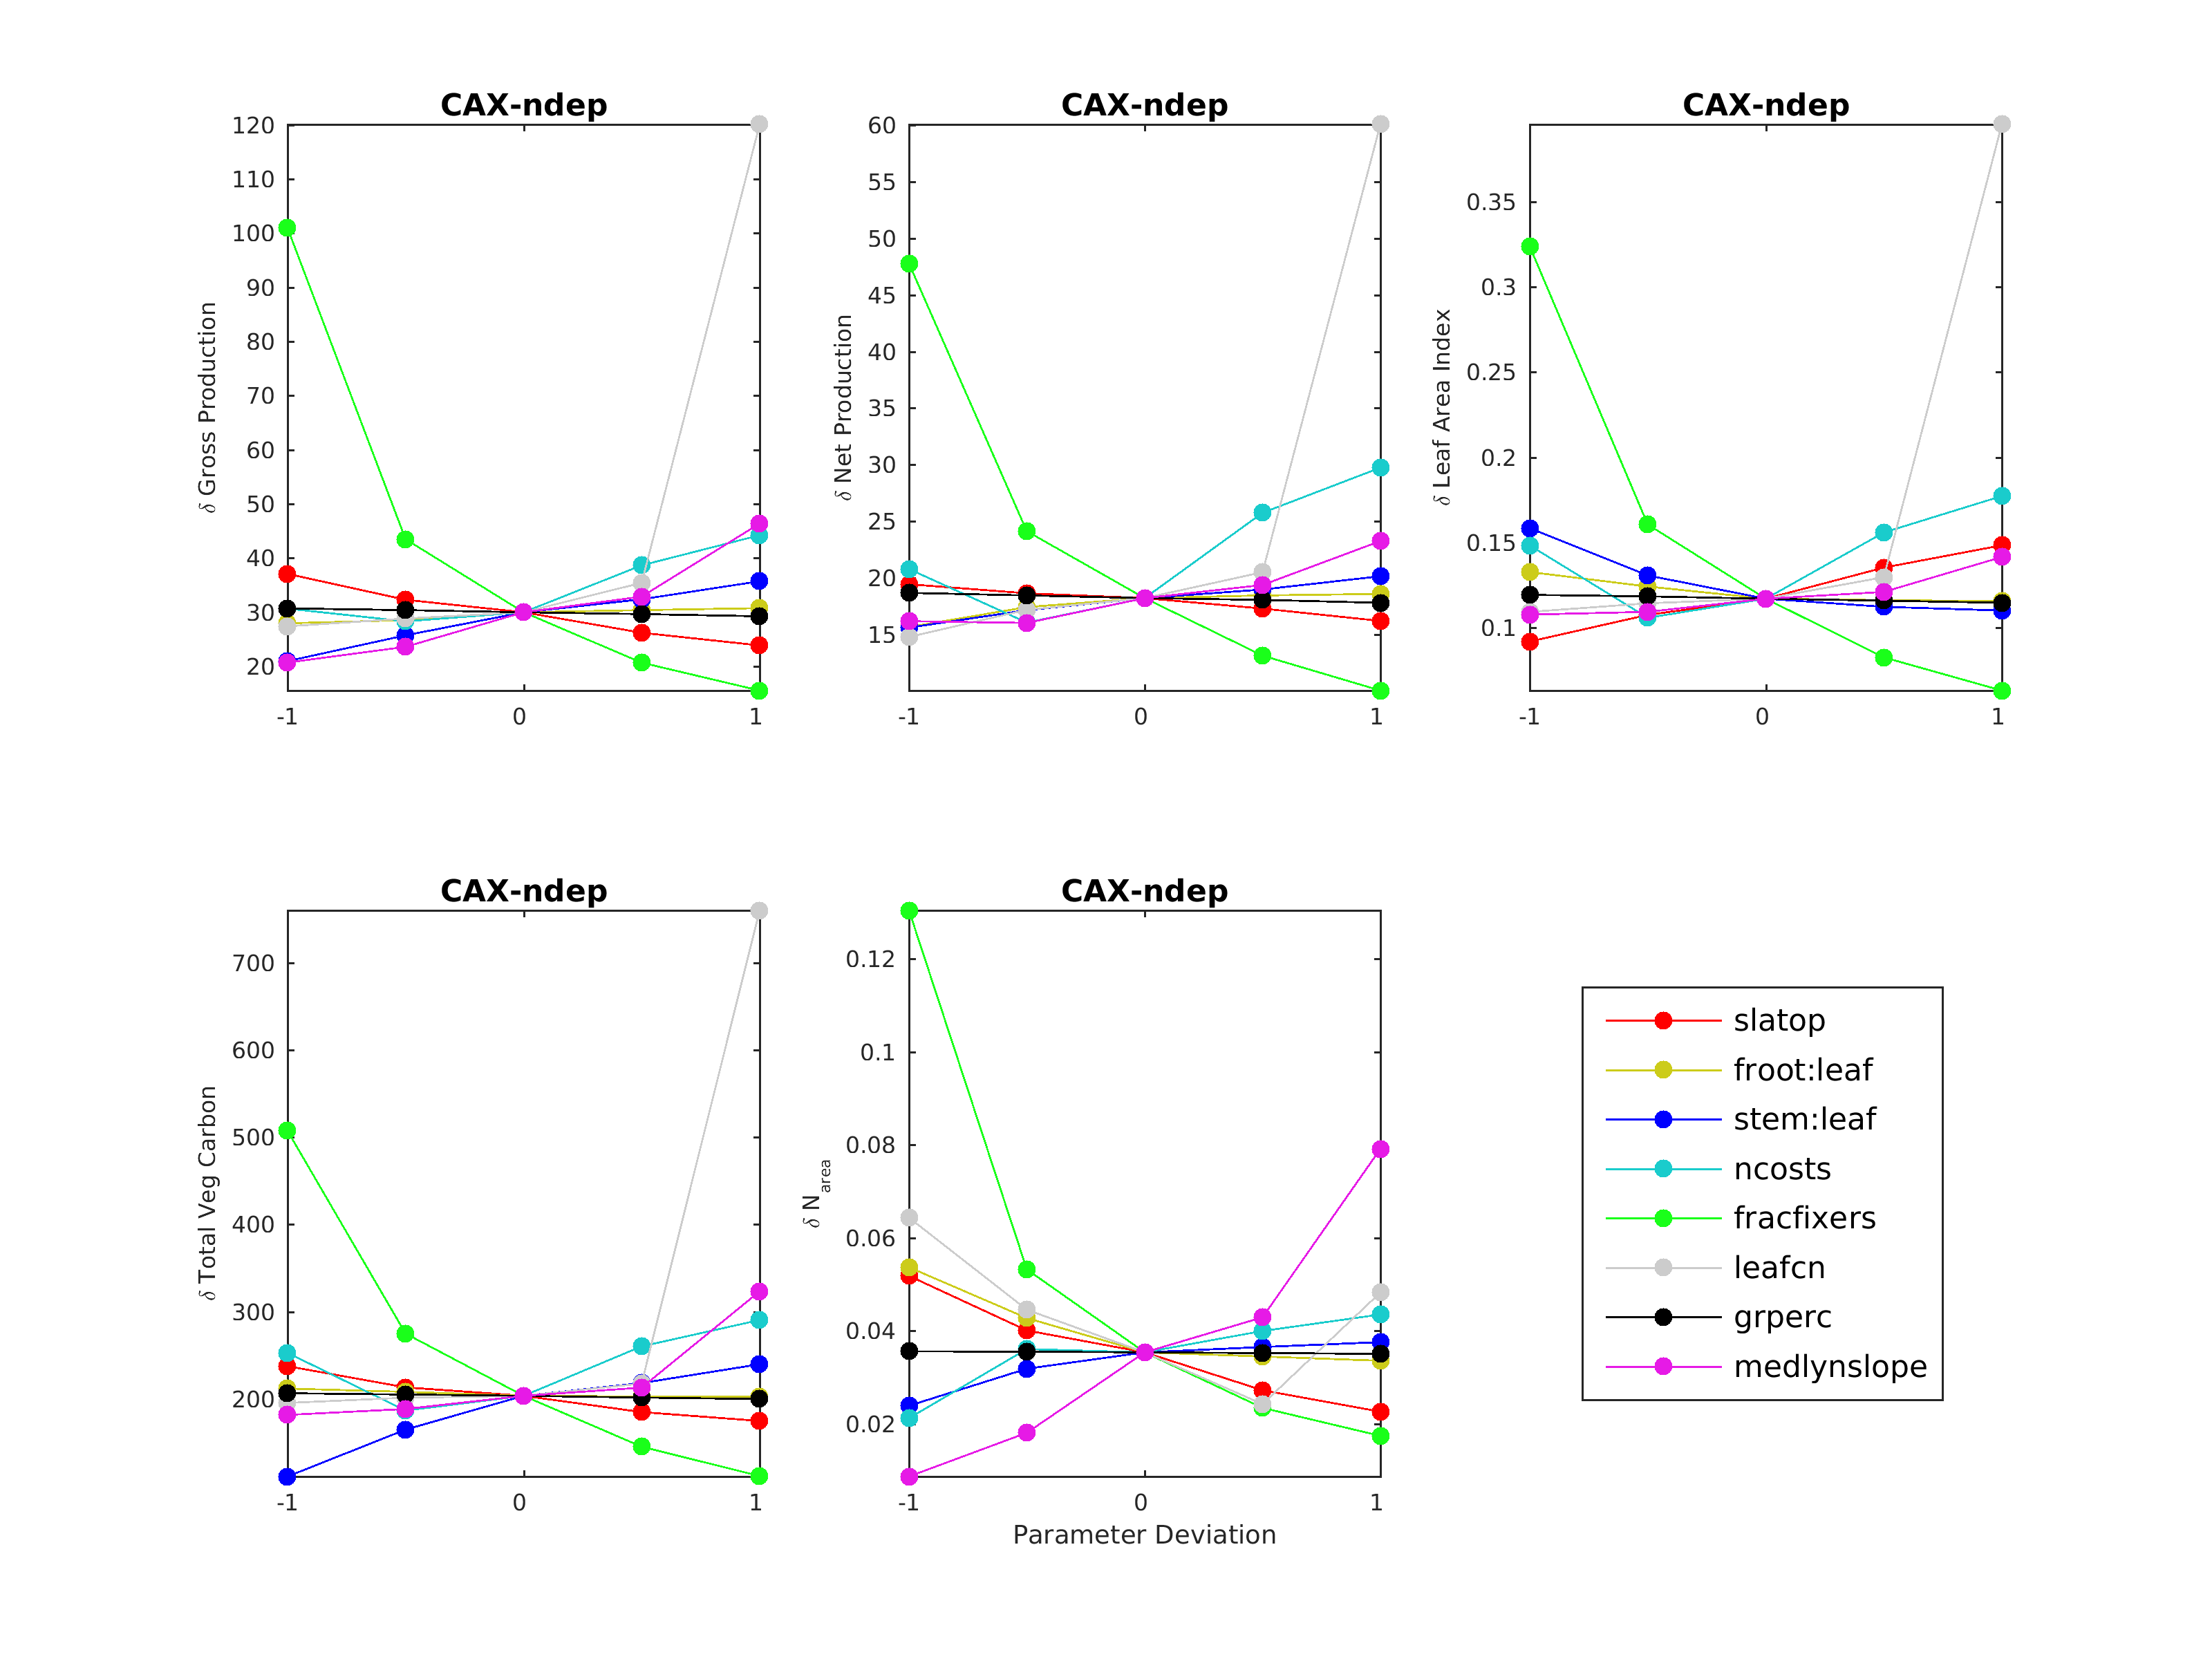 CAX-ndep
120
110
100
90
80
70
60
50
40
30
20
δ Gross Production
-1 0 1
CAX-ndep
60
55
50
45
40
35
30
25
20
15
δ Net Production
-1 0 1
CAX-ndep
0.35
0.3
0.25
0.2
0.15
0.1
δ Leaf Area Index
-1 0 1
CAX-ndep
700
600
500
400
300
200
δ Total Veg Carbon
-1 0 1
CAX-ndep
0.12
0.1
0.08
0.06
0.04
0.02
δ N area
-1 0 1
Parameter Deviation
slatop
froot:leaf
stem:leaf
ncosts
fracfixers
leafcn
grperc
medlynslope